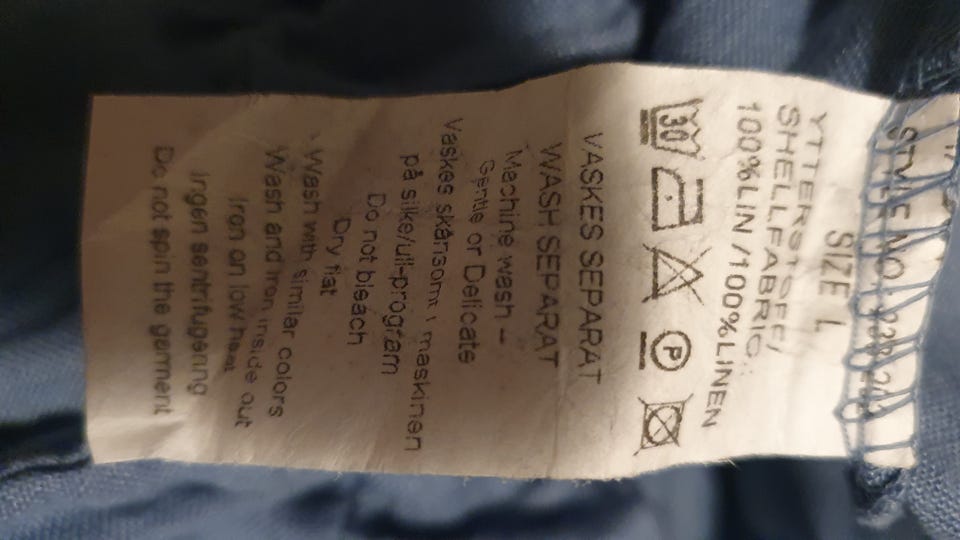 STYLE NO.
SIZE L
YTTERSTOFF/
SHELLFABRIC:
100%LIN /100%LINEN
30 P
VASKES SEPARAT
WASH SEPARAT
Machine wash -
Gentle or Delicate
Vaskes skånsomt i maskinen
på silke/ull-program
Do not bleach
Dry flat
Wash with similar colors
Wash and iron inside out
Iron on low heat
Ingen sentrifugering
Do not spin the garment